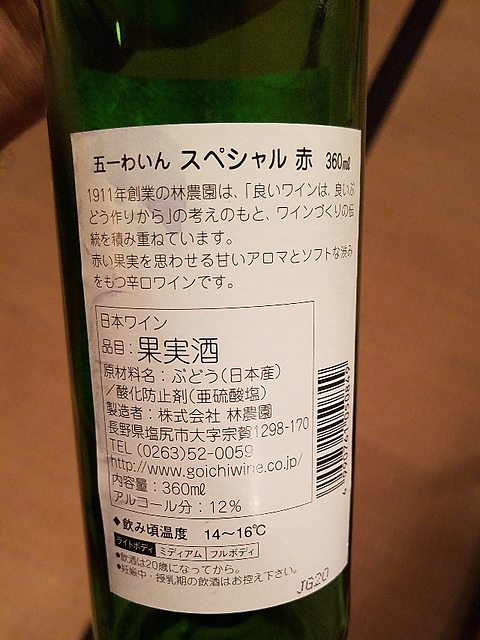 五一わいん スペシャル 赤 360㎖
1911年創業の林農園は、「良いワインは、良いぶ
どう作りから」の考えのもと、ワインづくりの伝
統を積み重ねています。
赤い果実を思わせる甘いアロマとソフトな渋み
をもつ辛口ワインです。
日本ワイン
品目:果実酒
原材料名:ぶどう(日本産)
/酸化防止剤(亜硫酸塩)
製造者:株式会社 林農園
長野県塩尻市大字宗賀1298-170
TEL (0263)52-0059
http://www.goichiwine.co.jp/
内容量:360㎖
アルコール分:12%
◆飲み頃温度 14〜16℃
ライトボディ ミディアム フルボディ
●飲酒は20歳になってから。
●妊娠中・授乳期の飲酒はお控え下さい。
JG20